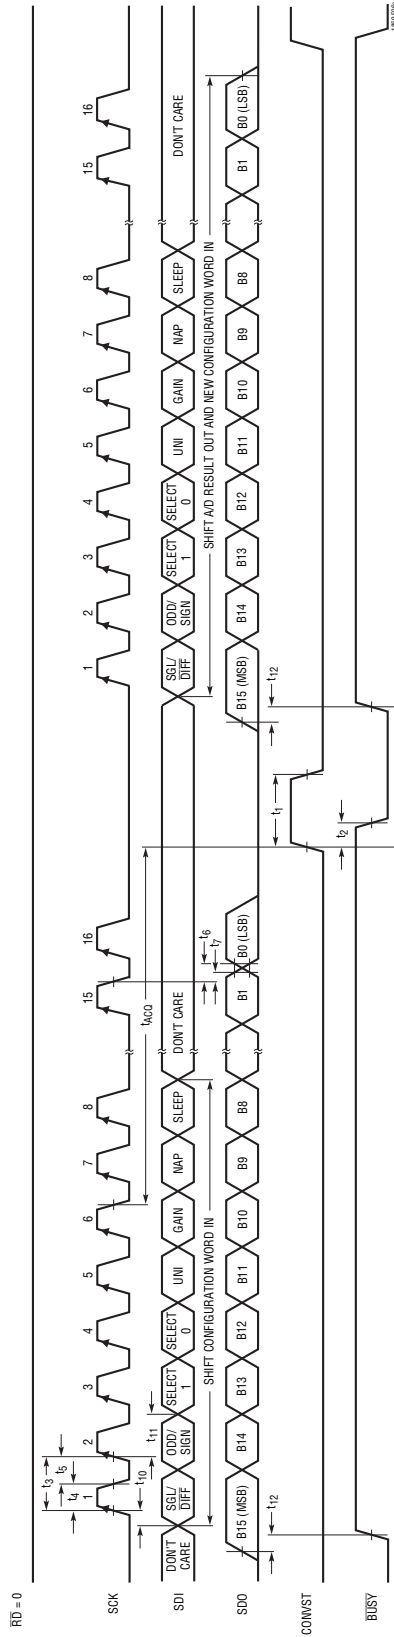 RD = 0
t3
t4 t5
SCK 1 2 3 4 5 6 7 8 15 16 1 2 3 4 5 6 7 8 15 16
t10 t11 tACQ
SDI DON'T CARE SGL/DIFF ODD/SIGN SELECT 1 SELECT 0 UNI GAIN NAP SLEEP DON'T CARE SGL/DIFF ODD/SIGN SELECT 1 SELECT 0 UNI GAIN NAP SLEEP DON'T CARE
SHIFT CONFIGURATION WORD IN
t6
t7
SHIFT A/D RESULT OUT AND NEW CONFIGURATION WORD IN
SDO B15 (MSB) B14 B13 B12 B11 B10 B9 B8 B1 B0 (LSB) B15 (MSB) B14 B13 B12 B11 B10 B9 B8 B1 B0 (LSB)
t12 t12
t1
CONVST
t2
BUSY